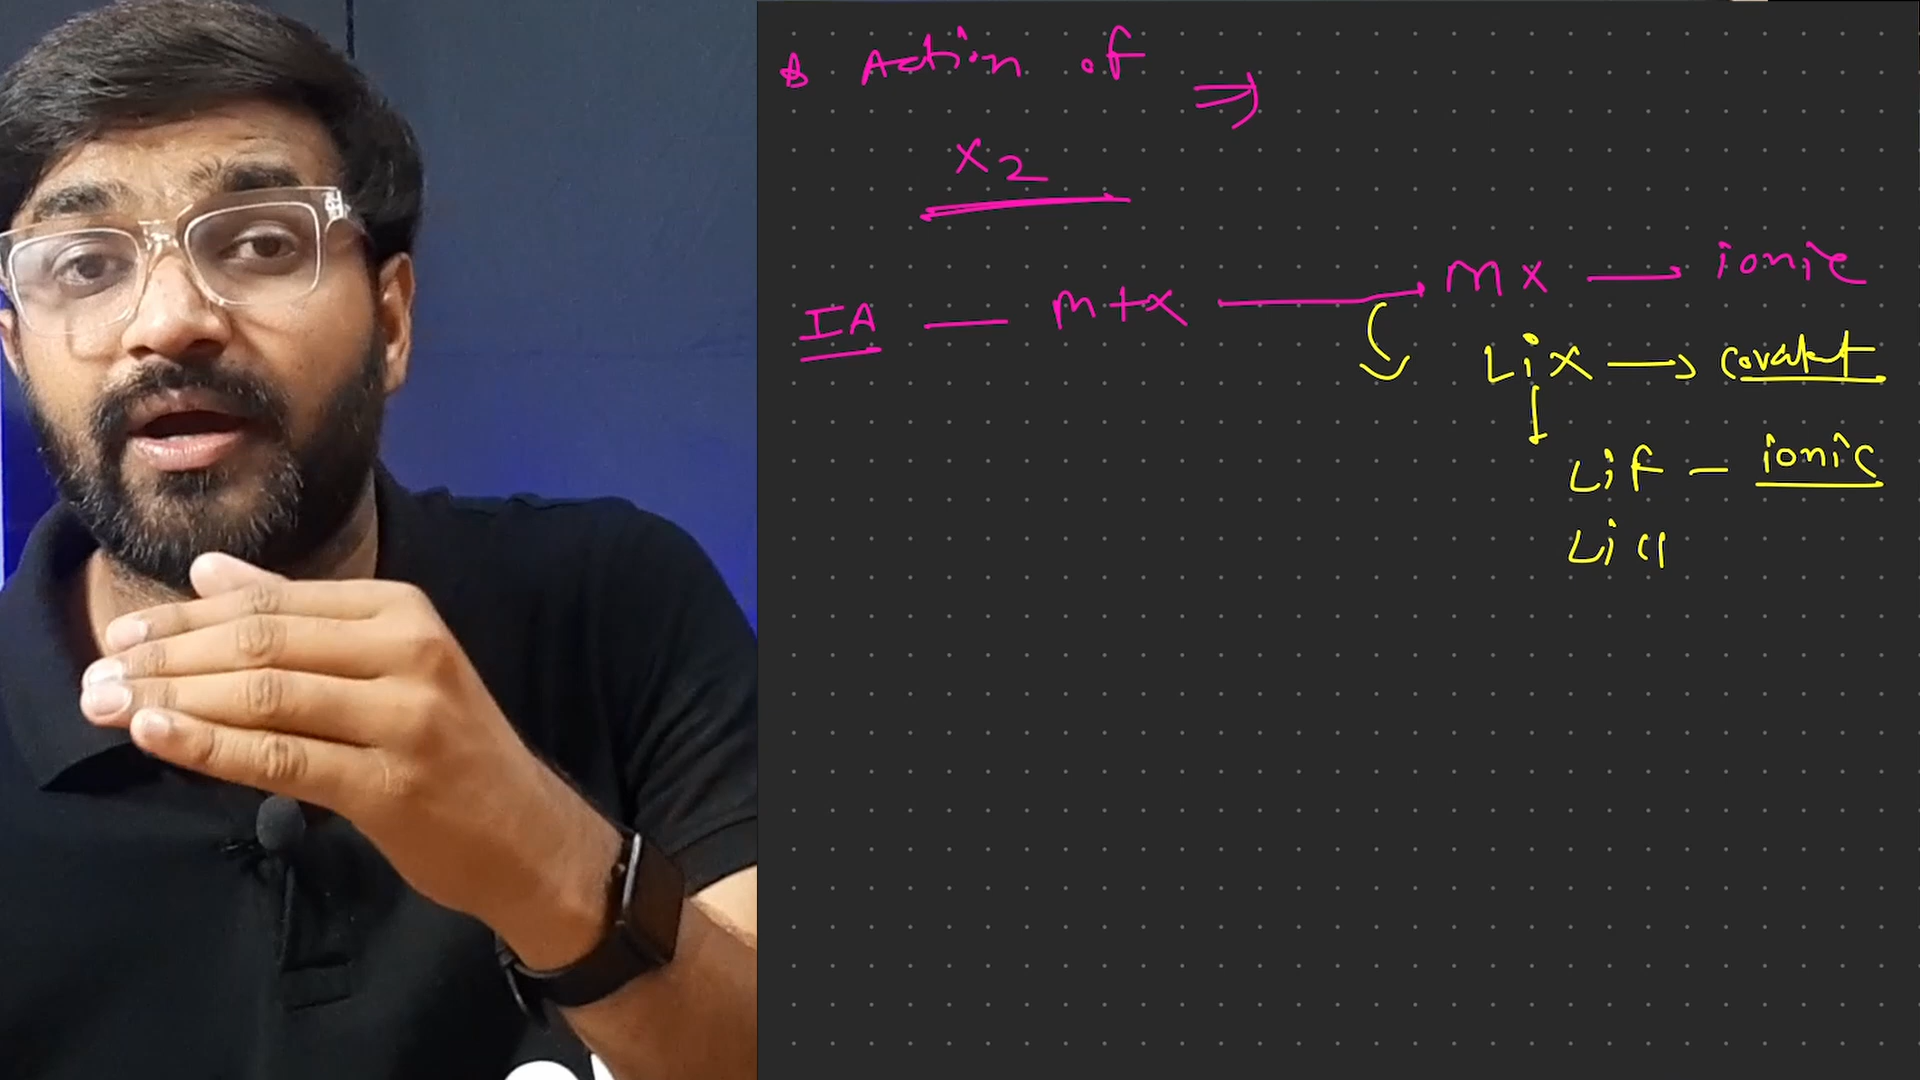 Action of ⇒
X2
IA — M+X → MX → ionic
LiX → covalent
LiF - ionic
LiCl